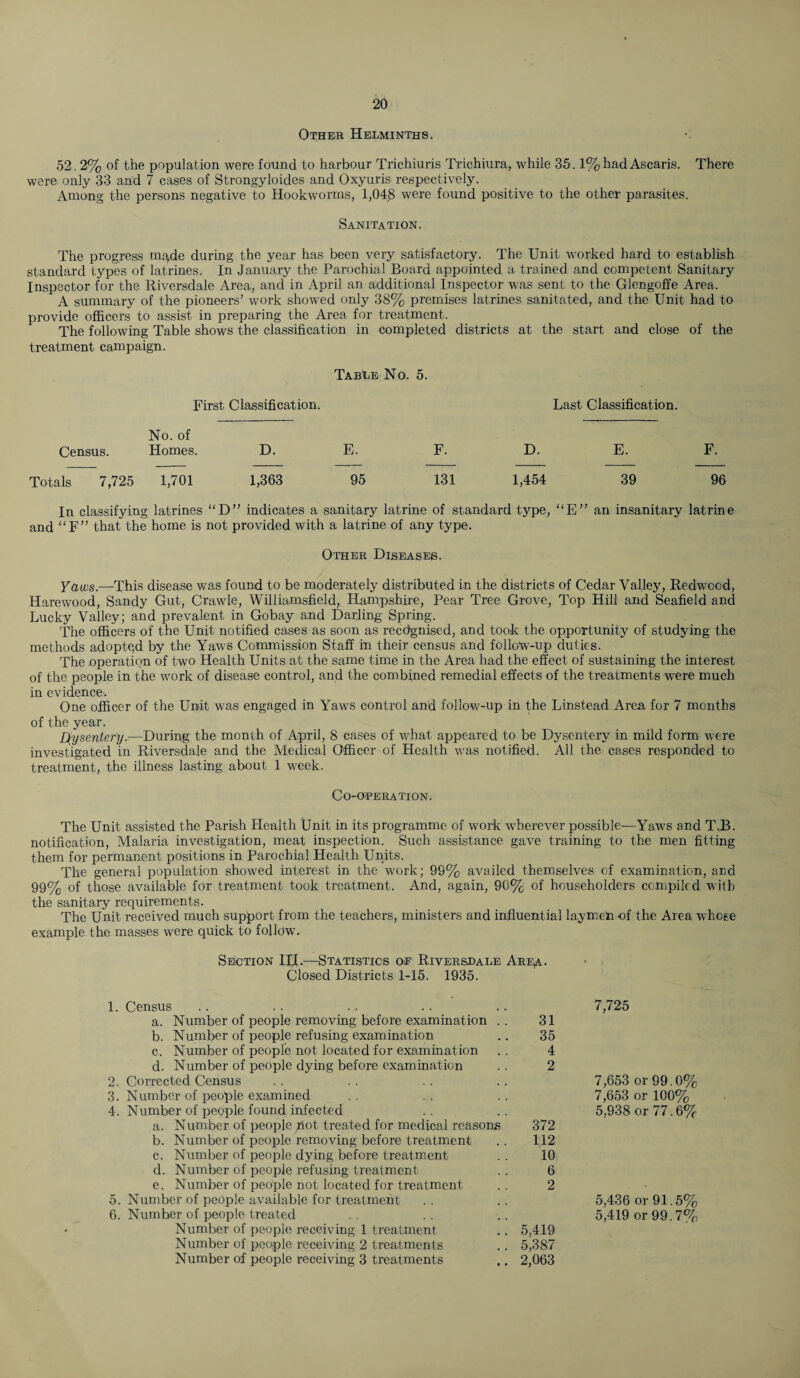 20
Other Helminths.
52.2% of the population were found to harbour Trichiuris Trichiura, while 35.1% had Ascaris. There
were only 33 and 7 cases of Strongyloides and Oxyuris respectively.
Among the persons negative to Hookworms, 1,048 were found positive to the other parasites.
Sanitation.
The progress made during the year has been very satisfactory. The Unit worked hard to establish
standard types of latrines. In January the Parochial Board appointed a trained and competent Sanitary
Inspector for the Riversdale Area, and in April an additional Inspector was sent to the Glengoffe Area.
A summary of the pioneers' work showed only 38% premises latrines sanitated, and the Unit had to
provide officers to assist in preparing the Area for treatment.
The following Table shows the classification in completed districts at the start and close of the
treatment campaign.
Table No. 5.
First Classification. Last Classification.
No. of
Census. Homes. D. E. F. D. E. F.
Totals 7,725 1,701 1,363 95 131 1,454 39 96
In classifying latrines "D" indicates a sanitary latrine of standard type, "E" an insanitary latrine
and "F" that the home is not provided with a latrine of any type.
Other Diseases.
Yaws.—This disease was found to be moderately distributed in the districts of Cedar Valley, Redwood,
Harewood, Sandy Gut, Crawle, Williamsfield, Hampshire, Pear Tree Grove, Top Hill and Seafield and
Lucky Valley; and prevalent in Gobay and Darling Spring.
The officers of the Unit notified cases as soon as recognised, and took the opportunity of studying the
methods adopted by the Yaws Commission Staff in their census and follow-up duties.
The operation of two Health Units at the same time in the Area had the effect of sustaining the interest
of the people in the work of disease control, and the combined remedial effects of the treatments were much
in evidence.
One officer of the Unit was engaged in Yaws control and follow-up in the Linstead Area for 7 months
of the year.
Dysentery.—During the month of April, 8 cases of what appeared to be Dysentery in mild form were
investigated in Riversdale and the Medical Officer of Health was notified. All the cases responded to
treatment, the illness lasting about 1 week.
Co-operation.
The Unit assisted the Parish Health Unit in its programme of work wherever possible—Yaws and T.B.
notification, Malaria investigation, meat inspection. Such assistance gave training to the men fitting
them for permanent positions in Parochial Health Units.
The general population showed interest in the work; 99% availed themselves of examination, and
99% of those available for treatment took treatment. And, again, 90% of householders compiled with
the sanitary requirements.
The Unit received much support from the teachers, ministers and influential laymen of the Area whose
example the masses were quick to follow.
Section III.—Statistics of Riversdale Area.
Closed Districts 1-15. 1935.
1. Census .. .. .. .. .. 7,725
a. Number of people removing before examination .. 31
b. Number of people refusing examination .. 35
c. Number of people not located for examination .. 4
d. Number of people dying before examination .. 2
2. Corrected Census .. .. .. .. 7,653 or 99.0%
3. Number of people examined .. .. .. 7,653 or 100%
4. Number of people found infected .. .. 5,938 or 77.6%
a. Number of people not treated for medical reasons 372
b. Number of people removing before treatment .. 112
c. Number of people dying before treatment .. 10
d. Number of people refusing treatment .. 6
e. Number of people not located for treatment .. 2
5. Number of people available for treatment .. .. 5,436 or 91.5%
6. Number of people treated .. .. .. 5,419 or 99.7%
Number of people receiving 1 treatment .. 5,419
Number of people receiving 2 treatments .. 5,387
Number of people receiving 3 treatments .. 2,063